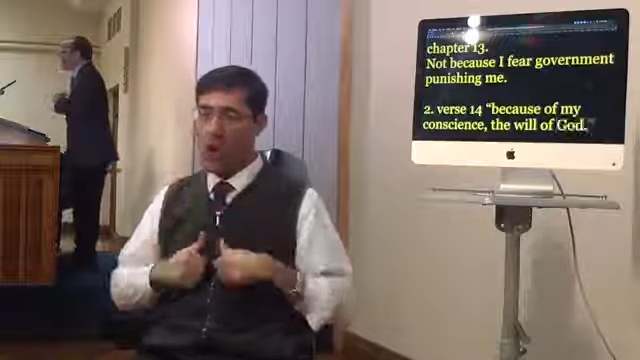 chapter 13.
Not because I fear government
punishing me.
2. verse 14 “because of my
conscience, the will of God.